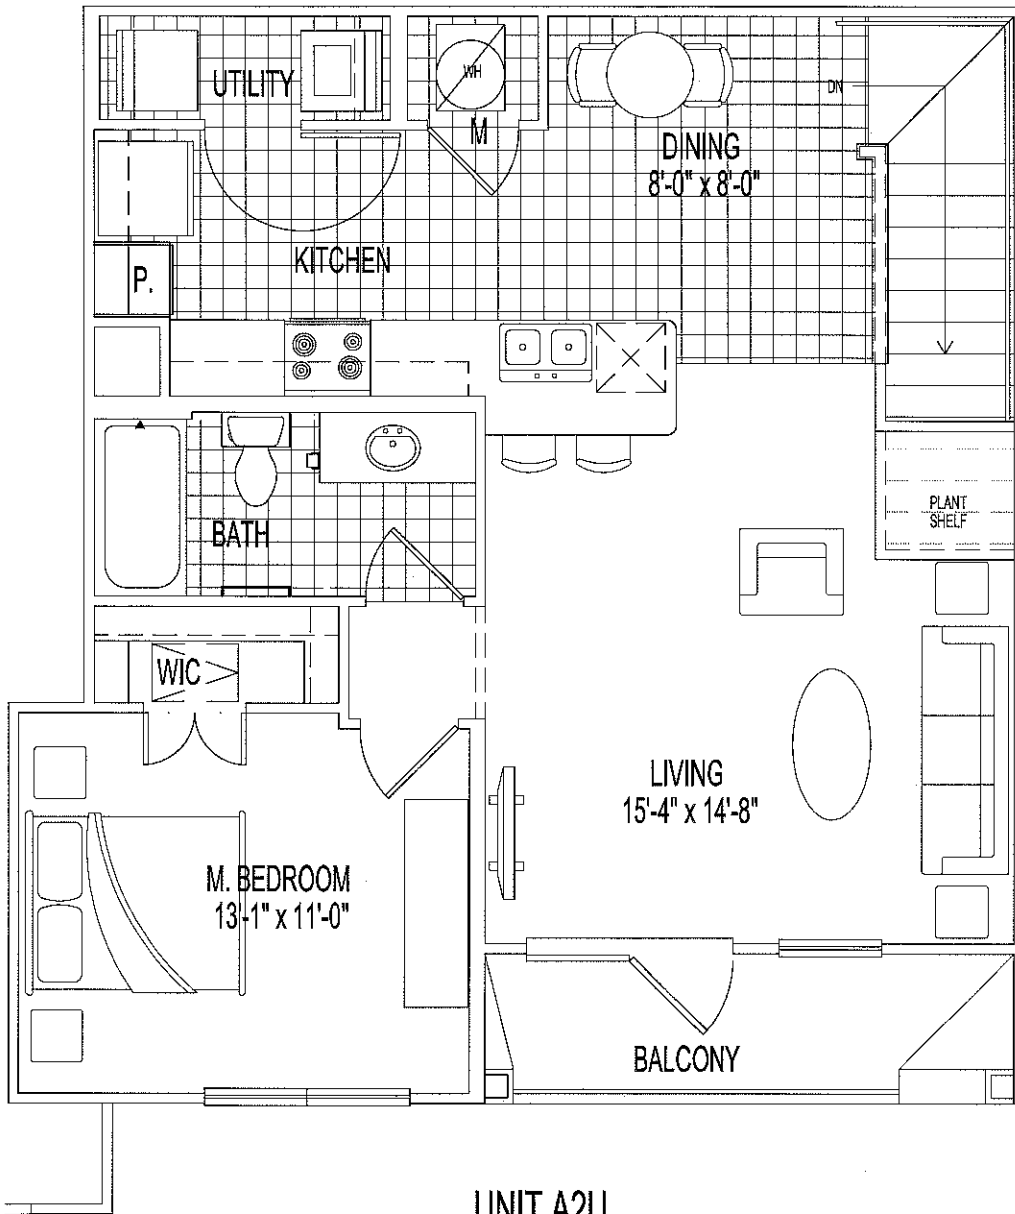 UTILITY
WH
M
DN
DINING
8'-0" x 8'-0"
KITCHEN
P.
PLANT
SHELF
BATH
WIC
LIVING
15'-4" x 14'-8"
M. BEDROOM
13'-1" x 11'-0"
BALCONY
UNIT A2U